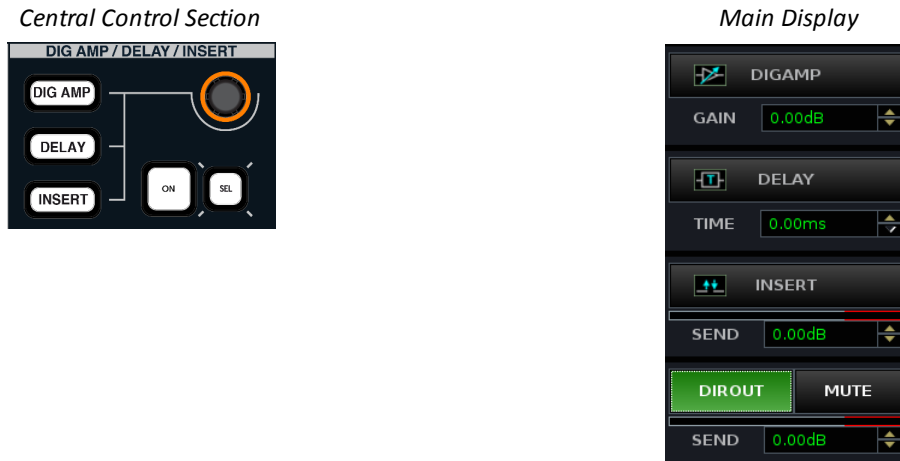 Central Control Section
DIG AMP / DELAY / INSERT
DIG AMP
DELAY
INSERT
ON
SEL
Main Display
DIGAMP
GAIN 0.00dB
T DELAY
TIME 0.00ms
INSERT
SEND 0.00dB
DIROUT MUTE
SEND 0.00dB